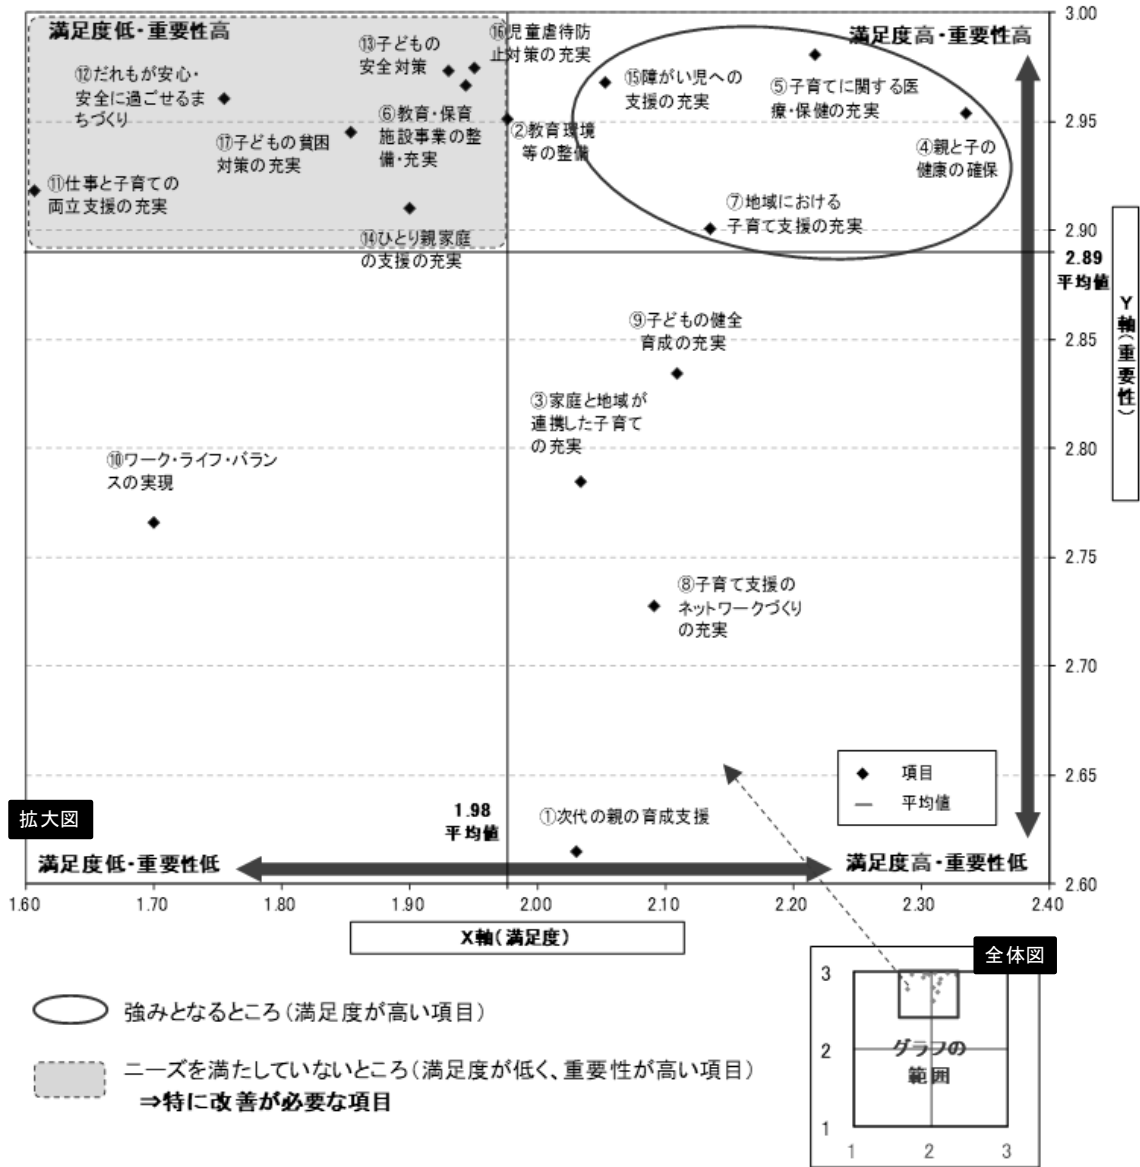 満足度低・重要性高
満足度高・重要性高
⑯児童虐待防
止対策の充実
⑬子どもの
安全対策
⑫だれもが安心・
安全に過ごせるま
ちづくり
⑮障がい児への
支援の充実
⑤子育てに関する医
療・保健の充実
⑥教育・保育
施設事業の整
備・充実
②教育環境
等の整備
⑰子どもの貧困
対策の充実
④親と子の
健康の確保
⑪仕事と子育ての
両立支援の充実
⑦地域における
子育て支援の充実
⑭ひとり親家庭
の支援の充実
3.00
2.95
2.90
2.89
平均値
2.85
2.80
2.75
2.70
2.65
2.60
Y軸(重要性)
⑨子どもの健全
育成の充実
③家庭と地域が
連携した子育て
の充実
⑩ワーク・ライフ・バラン
スの実現
⑧子育て支援の
ネットワークづくり
の充実
項目
平均値
拡大図
1.98
平均値
①次代の親の育成支援
満足度低・重要性低
満足度高・重要性低
1.60 1.70 1.80 1.90 2.00 2.10 2.20 2.30 2.40
X軸(満足度)
全体図
3
2
1
グラフの
範囲
1 2 3
強みとなるところ(満足度が高い項目)
ニーズを満たしていないところ(満足度が低く、重要性が高い項目)
⇒特に改善が必要な項目